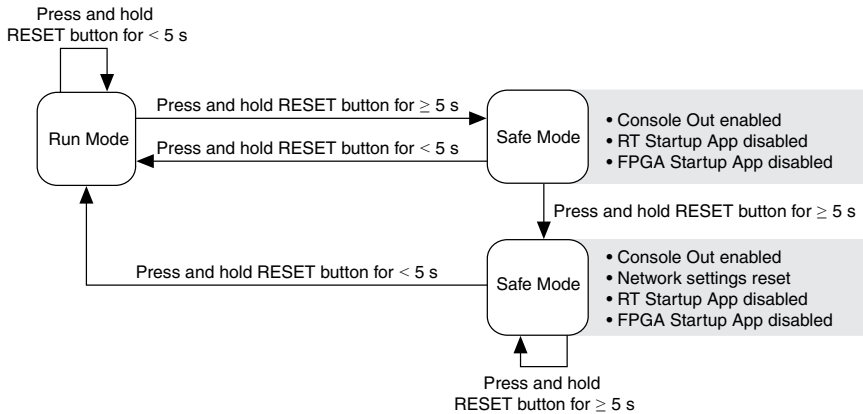 Press and hold
RESET button for < 5 s
Run Mode
Press and hold RESET button for ≥ 5 s
Press and hold RESET button for < 5 s
Safe Mode
• Console Out enabled
• RT Startup App disabled
• FPGA Startup App disabled
Press and hold RESET button for ≥ 5 s
Press and hold RESET button for < 5 s
Safe Mode
• Console Out enabled
• Network settings reset
• RT Startup App disabled
• FPGA Startup App disabled
Press and hold
RESET button for ≥ 5 s